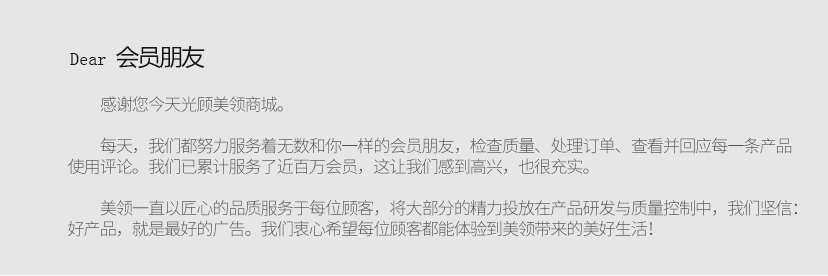 Dear 会员朋友
感谢您今天光顾美领商城。
每天，我们都努力服务着无数和你一样的会员朋友，检查质量、处理订单、查看并回应每一条产品
使用评论。我们已累计服务了近百万会员，这让我们感到高兴，也很充实。
美领一直以匠心的品质服务于每位顾客，将大部分的精力投放在产品研发与质量控制中，我们坚信：
好产品，就是最好的广告。我们衷心希望每位顾客都能体验到美领带来的美好生活！